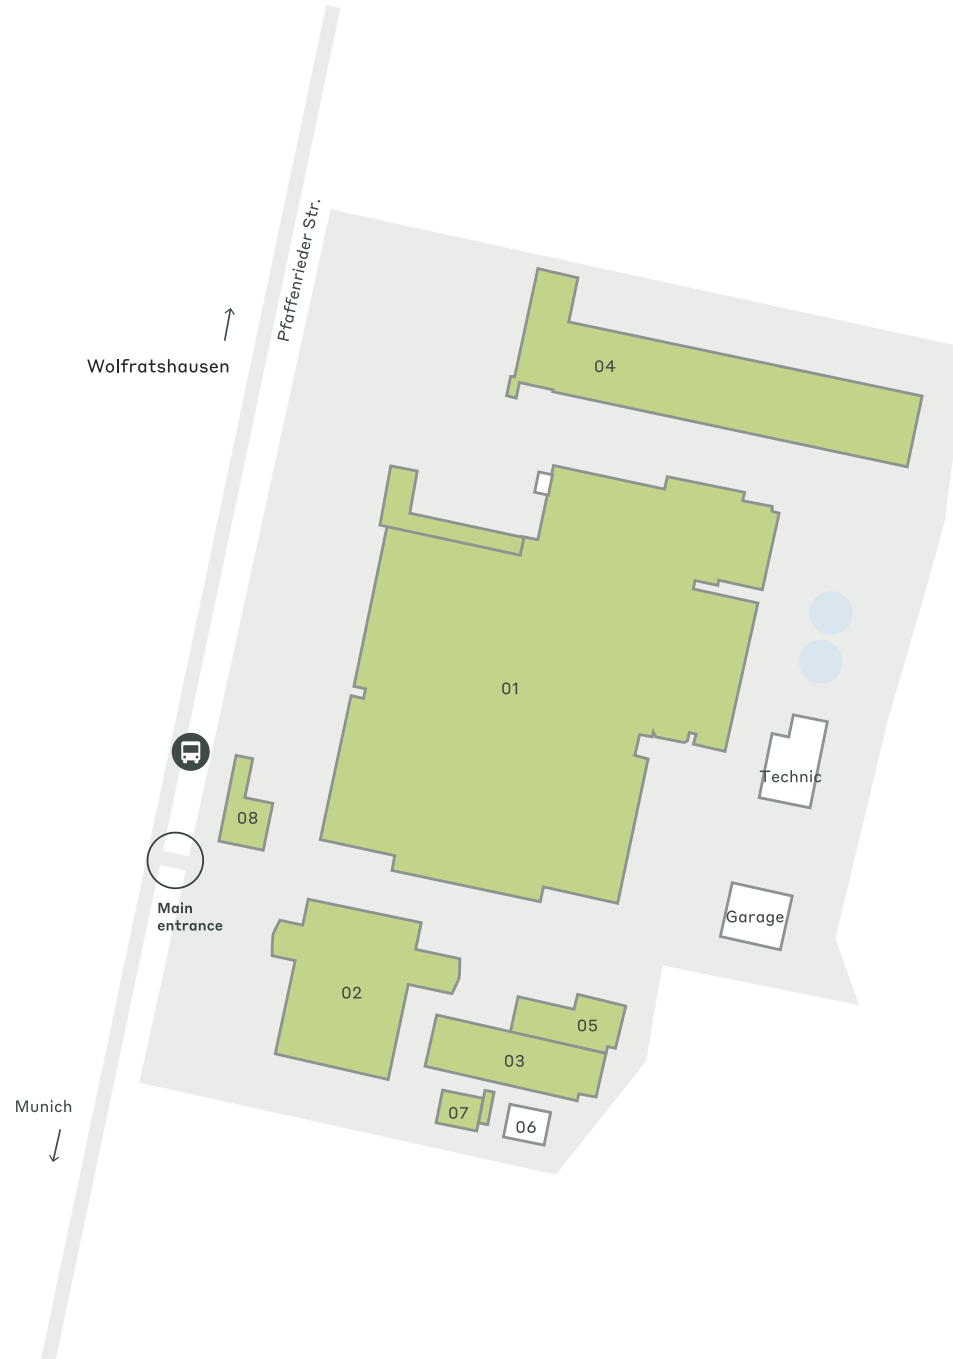 Pfaffenrieder Str.
Wolfratshausen
04
01
Technic
08
Garage
Main
entrance
02
05
03
Munich
07
06